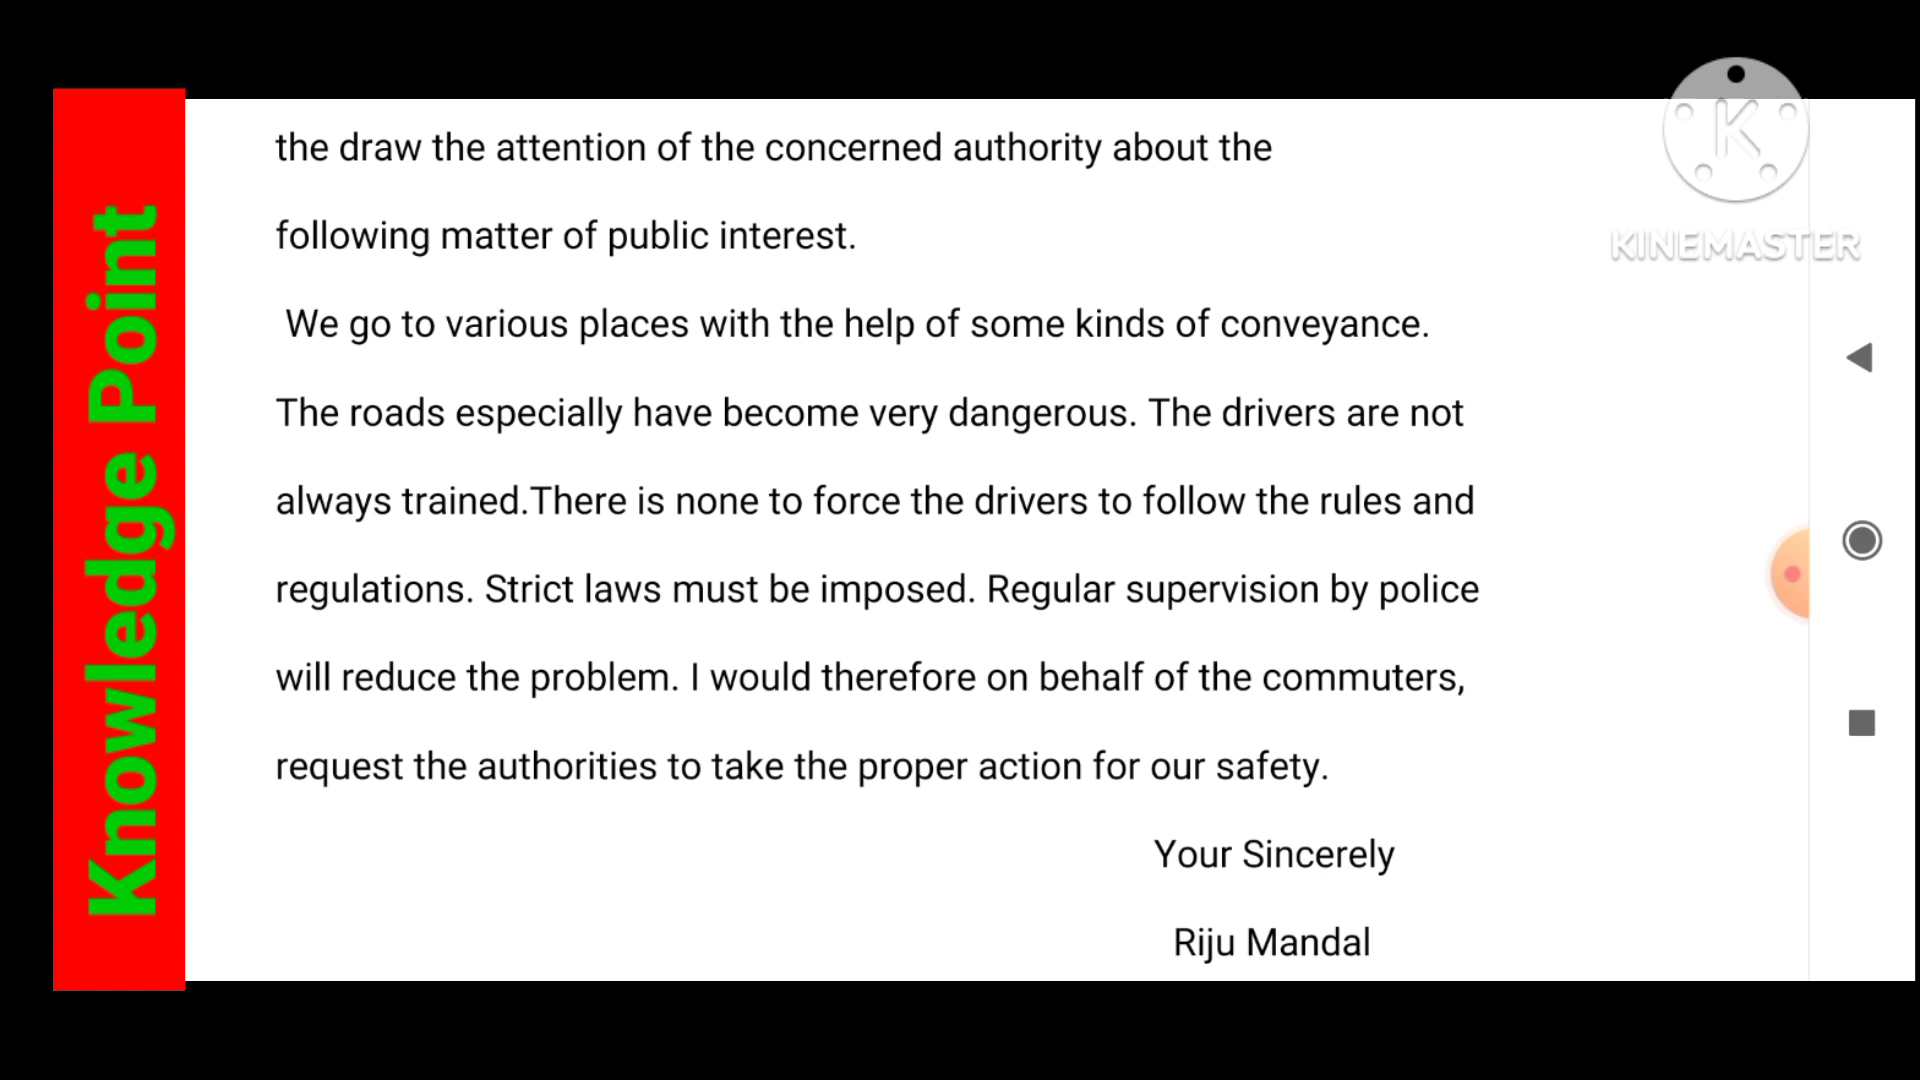 Knowledge Point
KINEMASTER
the draw the attention of the concerned authority about the
following matter of public interest.
We go to various places with the help of some kinds of conveyance.
The roads especially have become very dangerous. The drivers are not
always trained.There is none to force the drivers to follow the rules and
regulations. Strict laws must be imposed. Regular supervision by police
will reduce the problem. I would therefore on behalf of the commuters,
request the authorities to take the proper action for our safety.
Your Sincerely
Riju Mandal